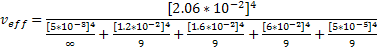 v_eff = [2.06 * 10^-2]^4 / ([5*10^-3]^4/∞ + [1.2*10^-2]^4/9 + [1.6*10^-2]^4/9 + [6*10^-2]^4/9 + [5*10^-5]^4/9)